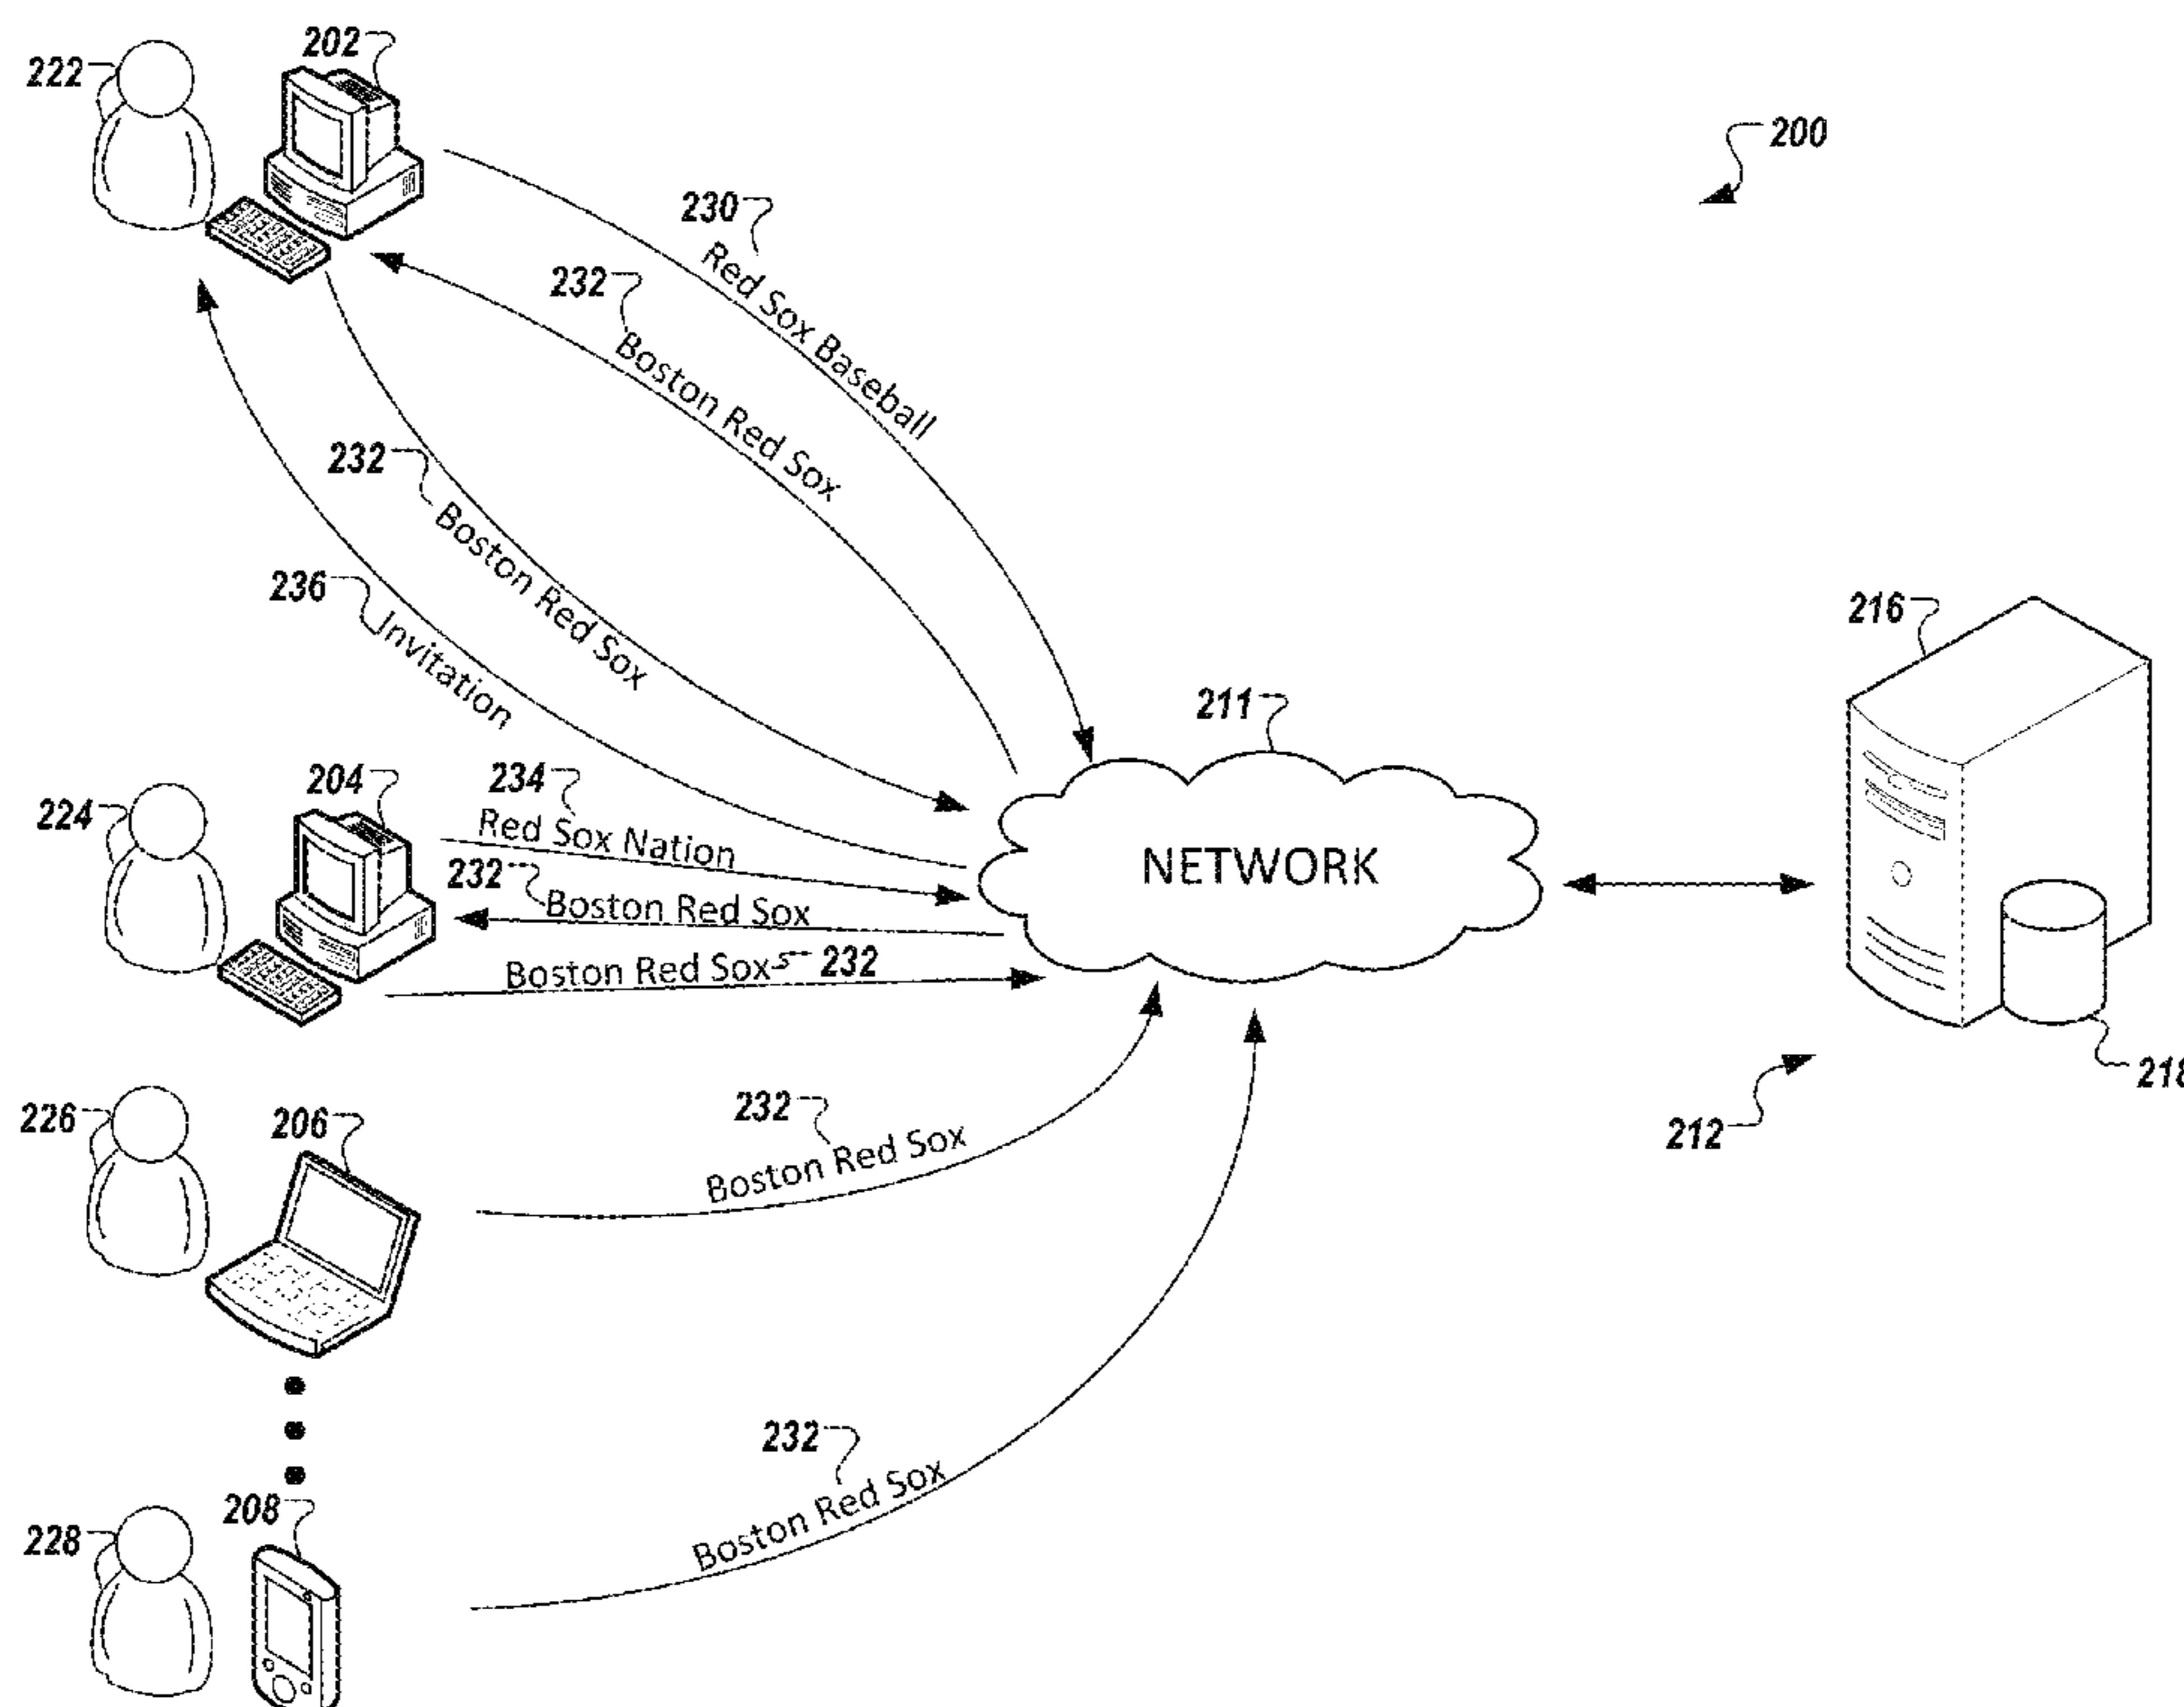 202
222
200
230
Red Sox Baseball
232
Boston Red Sox
232
Boston Red Sox
236
Invitation
216
211
NETWORK
204
234
224
Red Sox Nation
232
Boston Red Sox
Boston Red Sox
232
218
212
226
206
232
Boston Red Sox
232
Boston Red Sox
208
228